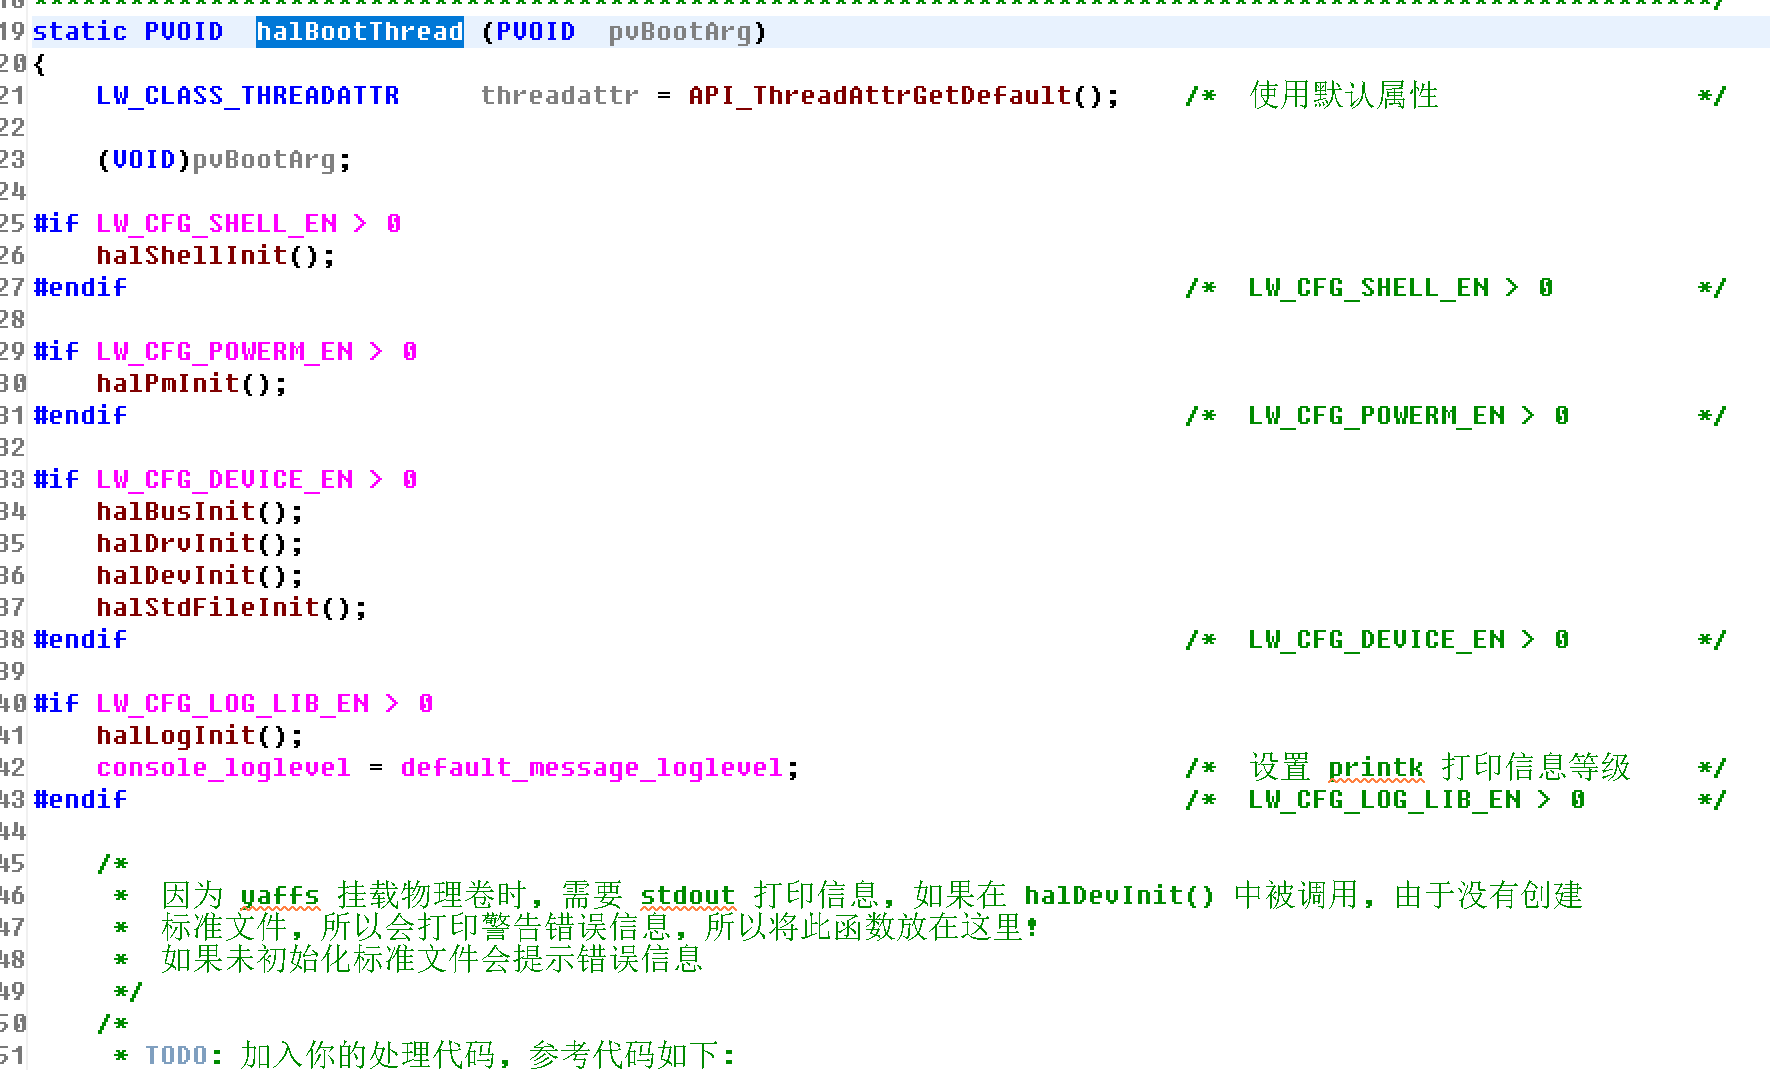 ***********************************************************************************************************/
19 static PVOID  halBootThread (PVOID  pvBootArg)
20 {
21     LW_CLASS_THREADATTR     threadattr = API_ThreadAttrGetDefault();    /*  使用默认属性                */
22
23     (VOID)pvBootArg;
24
25 #if LW_CFG_SHELL_EN > 0
26     halShellInit();
27 #endif                                                                  /*  LW_CFG_SHELL_EN > 0         */
28
29 #if LW_CFG_POWERM_EN > 0
30     halPmInit();
31 #endif                                                                  /*  LW_CFG_POWERM_EN > 0        */
32
33 #if LW_CFG_DEVICE_EN > 0
34     halBusInit();
35     halDrvInit();
36     halDevInit();
37     halStdFileInit();
38 #endif                                                                  /*  LW_CFG_DEVICE_EN > 0        */
39
40 #if LW_CFG_LOG_LIB_EN > 0
41     halLogInit();
42     console_loglevel = default_message_loglevel;                        /*  设置 printk 打印信息等级    */
43 #endif                                                                  /*  LW_CFG_LOG_LIB_EN > 0       */
44
45     /*
46      *  因为 yaffs 挂载物理卷时，需要 stdout 打印信息，如果在 halDevInit() 中被调用，由于没有创建
47      *  标准文件，所以会打印警告错误信息，所以将此函数放在这里!
48      *  如果未初始化标准文件会提示错误信息
49      */
50     /*
51      * TODO: 加入你的处理代码，参考代码如下: